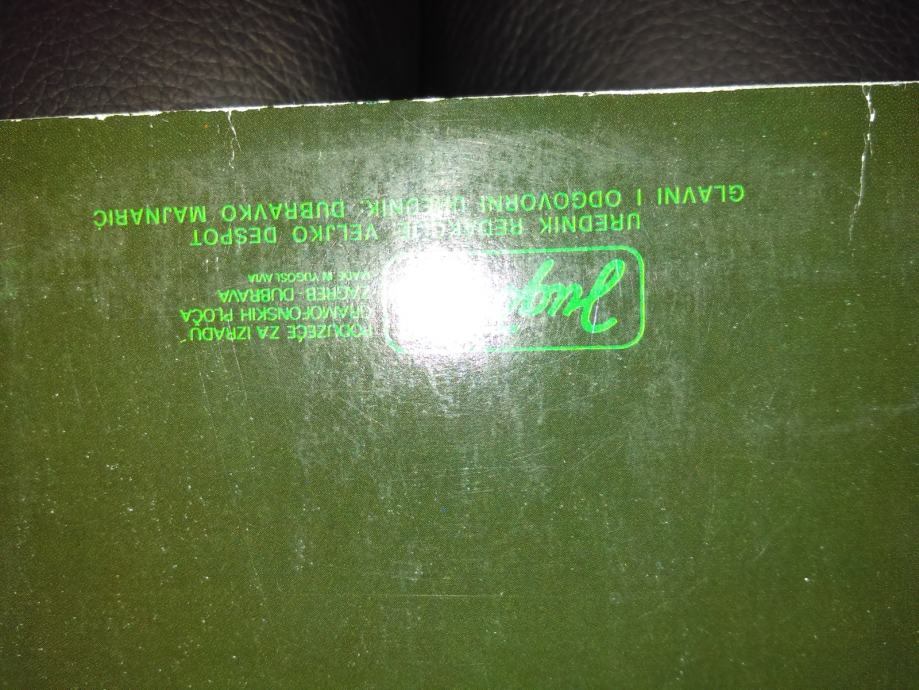 PODUZEĆE ZA IZRADU
GRAMOFONSKIH PLOČA
ZAGREB - DUBRAVA
MADE IN YUGOSLAVIA
UREDNIK REDAKCIJE VELJKO DESPOT
GLAVNI I ODGOVORNI UREDNIK: DUBRAVKO MAJNARIĆ